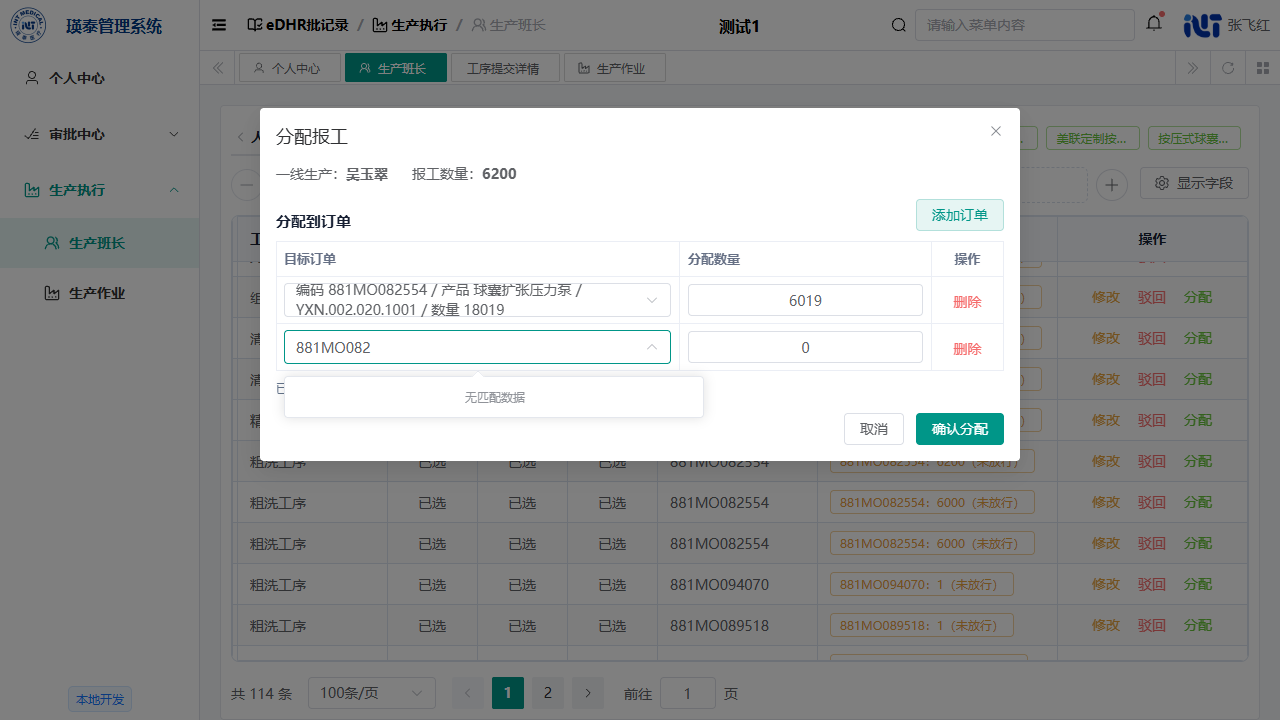 瑛泰管理系统
eDHR批记录 / 生产执行 / 生产班长
测试1
请输入菜单内容
张飞红
个人中心
审批中心
生产执行
生产班长
生产作业
本地开发
个人中心
生产班长
工序提交详情
生产作业
美联定制按...
按压式球囊...
显示字段
操作
分配报工
一线生产：吴玉翠 报工数量：6200
分配到订单
添加订单
目标订单 分配数量 操作
编码 881MO082554 / 产品 球囊扩张压力泵 /
YXN.002.020.1001 / 数量 18019
6019 删除
881MO082 0 删除
无匹配数据
取消 确认分配
修改 驳回 分配
修改 驳回 分配
修改 驳回 分配
修改 驳回 分配
粗洗工序 已选 已选 已选 881MO082554 881MO082554：6200（未放行） 修改 驳回 分配
粗洗工序 已选 已选 已选 881MO082554 881MO082554：6000（未放行） 修改 驳回 分配
粗洗工序 已选 已选 已选 881MO082554 881MO082554：6000（未放行） 修改 驳回 分配
粗洗工序 已选 已选 已选 881MO094070 881MO094070：1（未放行） 修改 驳回 分配
粗洗工序 已选 已选 已选 881MO089518 881MO089518：1（未放行） 修改 驳回 分配
共 114 条 100条/页 1 2 前往 1 页